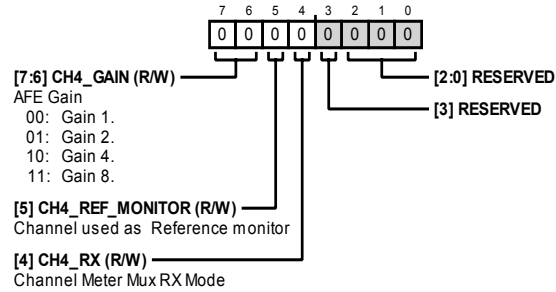 7 6 5 4 3 2 1 0
0 0 0 0 0 0 0 0
[7:6] CH4_GAIN (R/W)
AFE Gain
00: Gain 1.
01: Gain 2.
10: Gain 4.
11: Gain 8.
[5] CH4_REF_MONITOR (R/W)
Channel used as Reference monitor
[4] CH4_RX (R/W)
Channel Meter Mux RX Mode
[2:0] RESERVED
[3] RESERVED